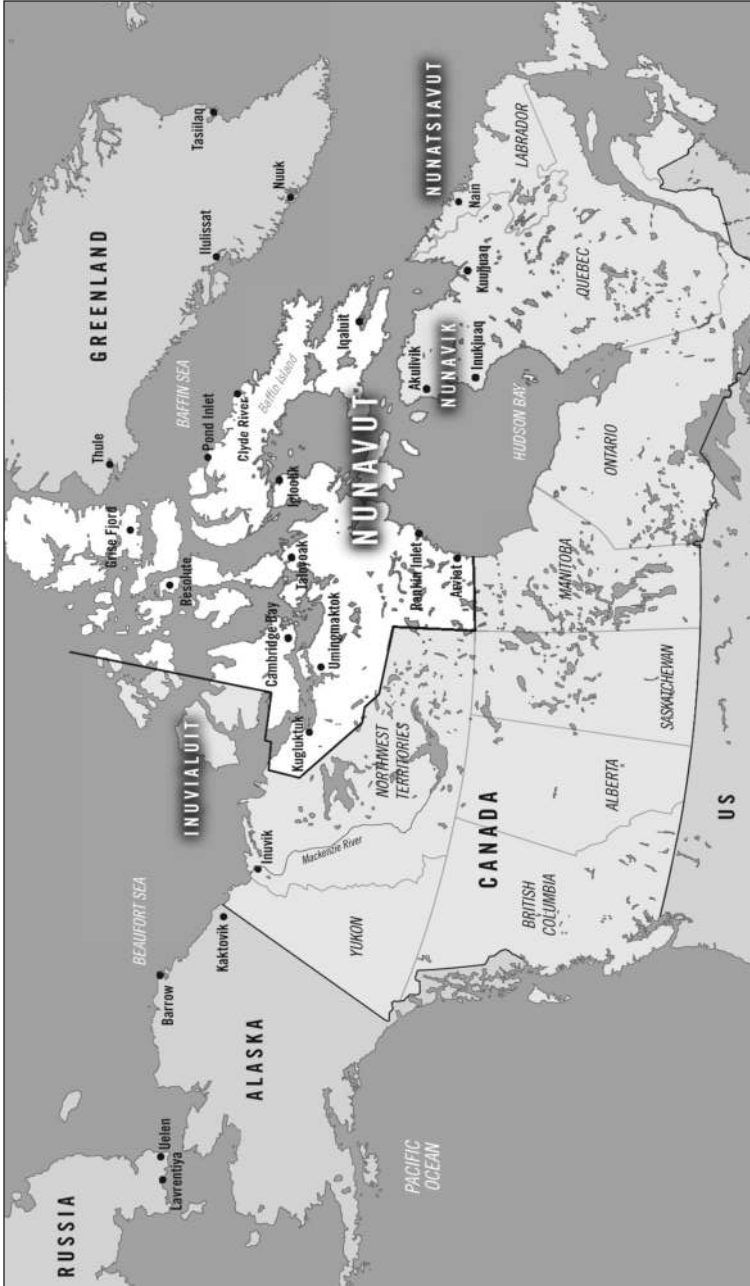 RUSSIA
Uelen
Lavrentiya
ALASKA
Barrow
Kaktovik
BEAUFORT SEA
PACIFIC
OCEAN
INUVIALUIT
Inuvik
Mackenzie River
YUKON
NORTHWEST
TERRITORIES
CANADA
BRITISH
COLUMBIA
ALBERTA
SASKATCHEWAN
MANITOBA
ONTARIO
US
Grise Fjord
Resolute
Cambridge Bay
Umingmaktok
Kugluktuk
Taloyoak
Igloolik
Pond Inlet
Clyde River
Baffin Island
Iqaluit
NUNAVUT
Rankin Inlet
Arviat
HUDSON BAY
BAFFIN SEA
GREENLAND
Thule
Ilulissat
Nuuk
Tasiilaq
NUNAVIK
Akulivik
Inukjuaq
Kuujjuaq
QUEBEC
NUNATSIAVUT
Nain
LABRADOR